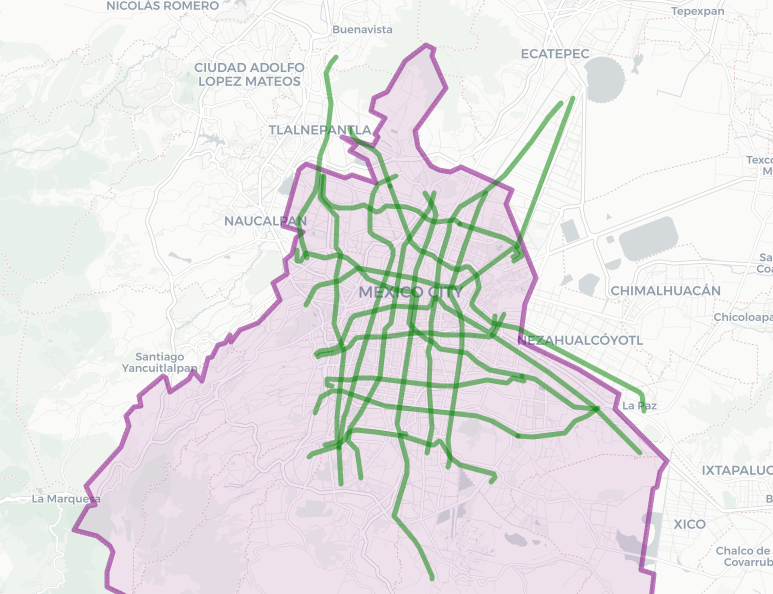 NICOLÁS ROMERO
Tepexpan
Buenavista
ECATEPEC
CIUDAD ADOLFO
LOPEZ MATEOS
TLALNEPANTLA
Texco
M
NAUCALPAN
Sa
Coa
MEXICO CITY
CHIMALHUACÁN
Chicoloapa
NEZAHUALCÓYOTL
Santiago
Yancuitlalpan
La Paz
IXTAPALUC
La Marquesa
B
XICO
Chalco de
Covarrub